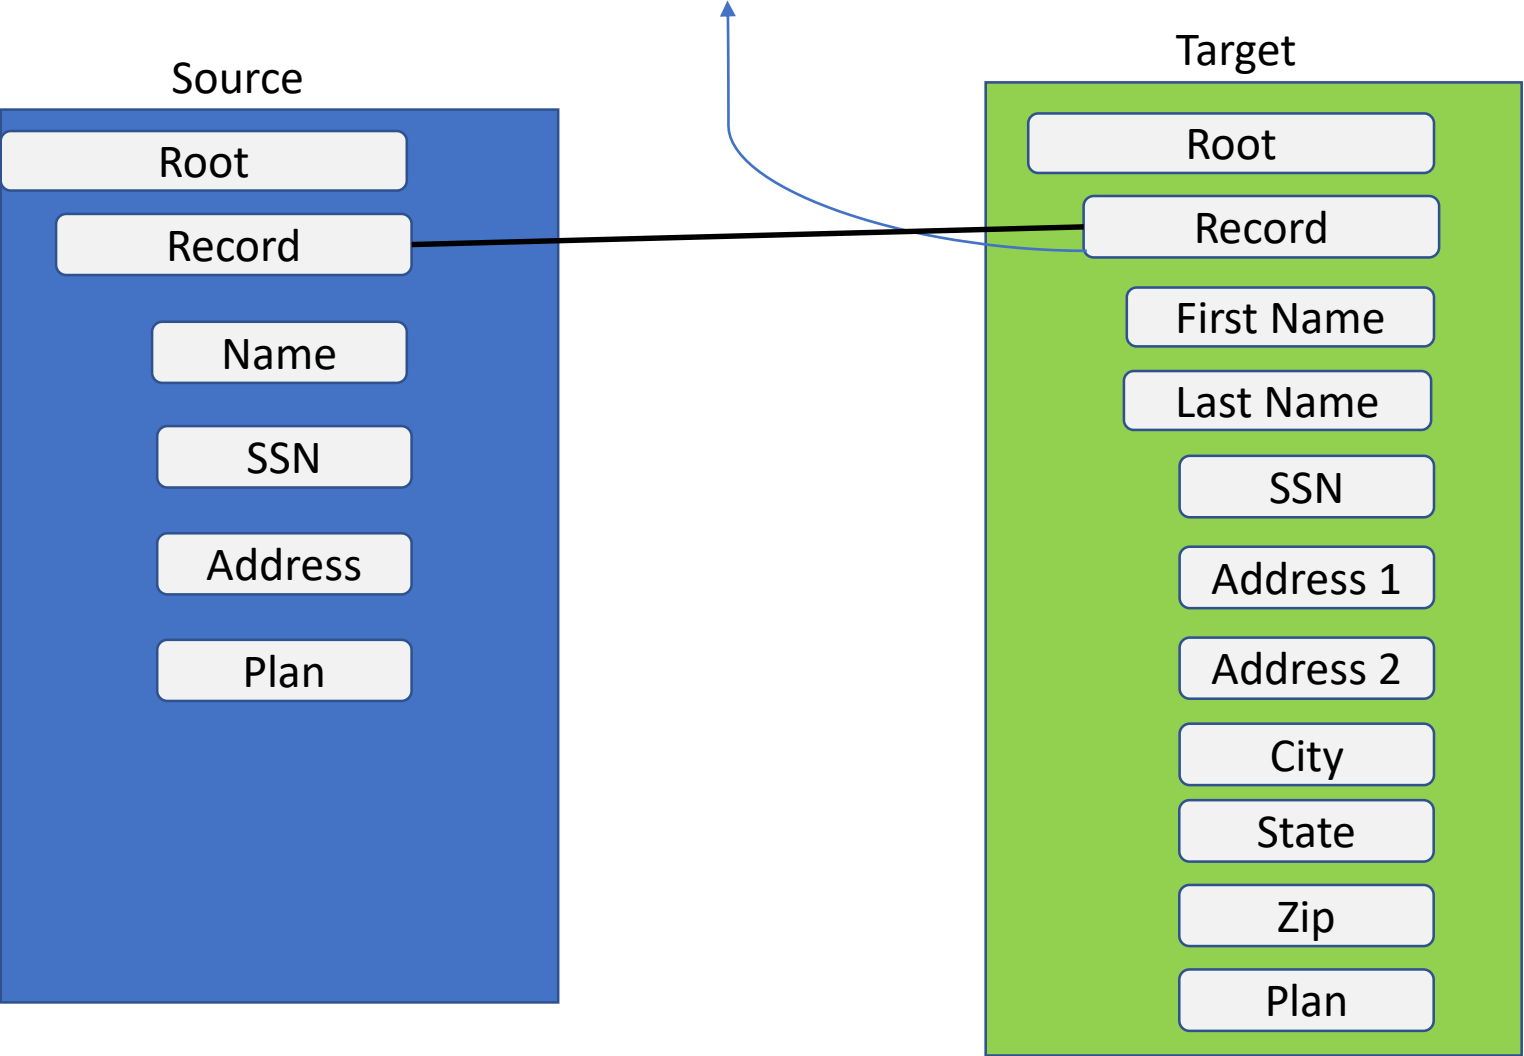 Source
Root
Record
Name
SSN
Address
Plan
Target
Root
Record
First Name
Last Name
SSN
Address 1
Address 2
City
State
Zip
Plan